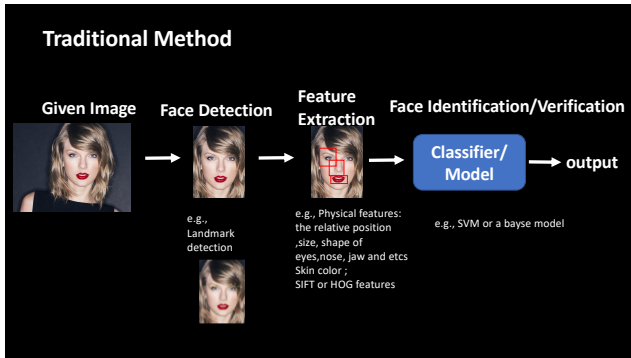 Traditional Method
Given Image
Face Detection
Feature
Extraction
Face Identification/Verification
Classifier/
Model
output
e.g.,
Landmark
detection
e.g., Physical features:
the relative position
,size, shape of
eyes,nose, jaw and etcs
Skin color ;
SIFT or HOG features
e.g., SVM or a bayse model